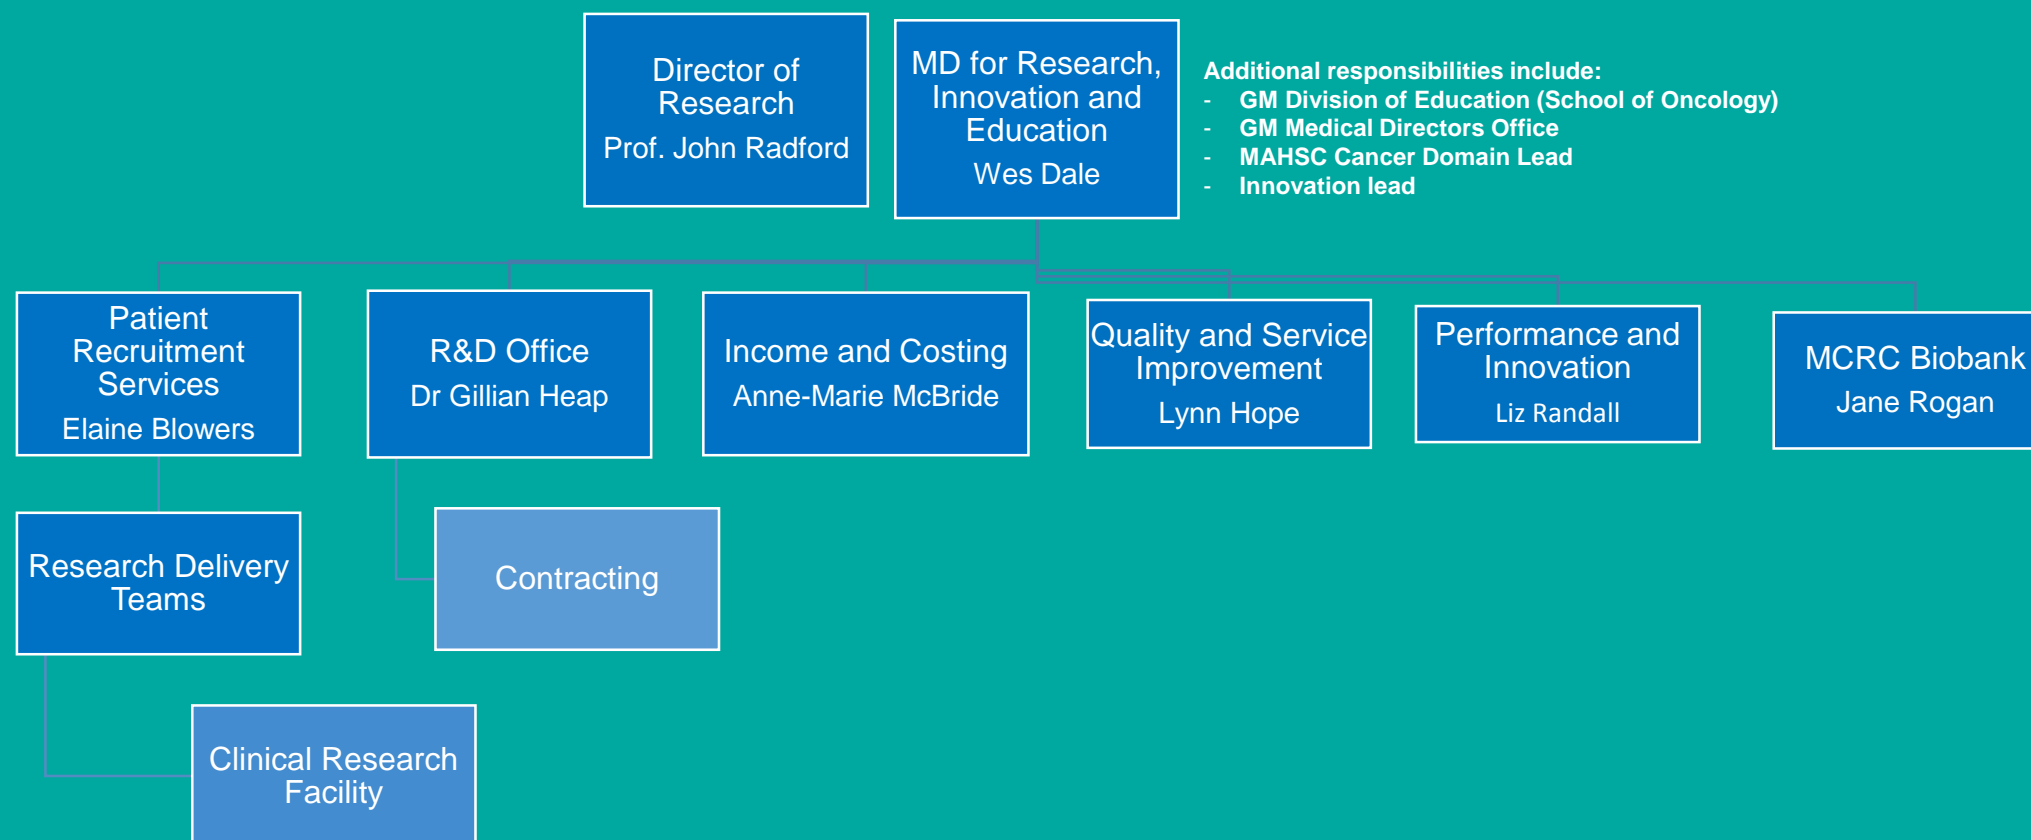 Director of
Research
Prof. John Radford
MD for Research,
Innovation and
Education
Wes Dale
Additional responsibilities include:
- GM Division of Education (School of Oncology)
- GM Medical Directors Office
- MAHSC Cancer Domain Lead
- Innovation lead
Patient
Recruitment
Services
Elaine Blowers
R&D Office
Dr Gillian Heap
Income and Costing
Anne-Marie McBride
Quality and Service
Improvement
Lynn Hope
Performance and
Innovation
Liz Randall
MCRC Biobank
Jane Rogan
Research Delivery
Teams
Contracting
Clinical Research
Facility